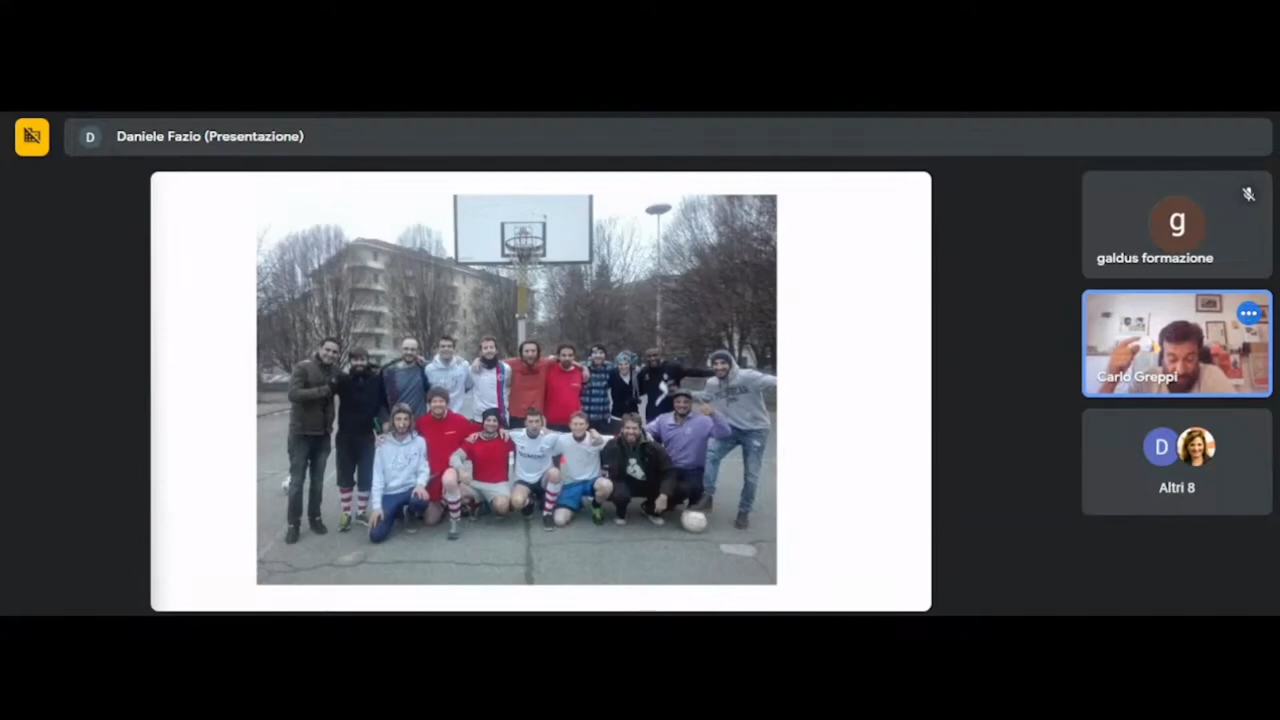 D
Daniele Fazio (Presentazione)
g
galdus formazione
Carlo Greppi
D
Altri 8